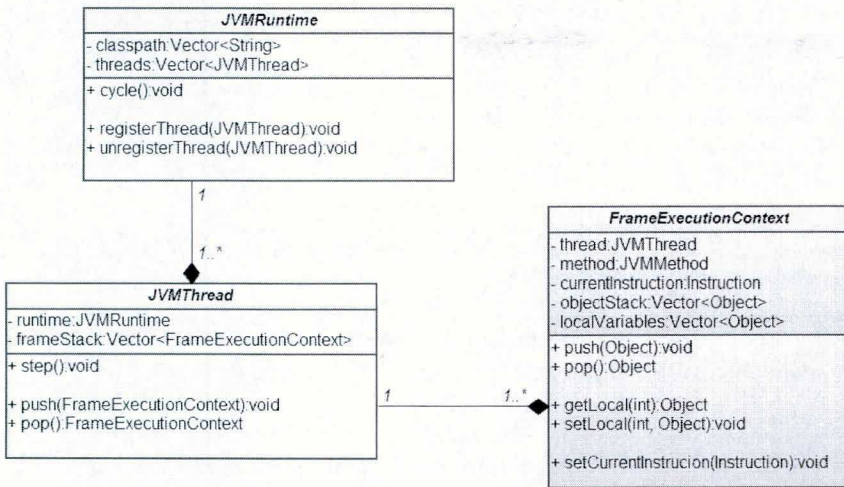 JVMRuntime
- classpath:Vector<String>
- threads:Vector<JVMThread>
+ cycle():void
+ registerThread(JVMThread):void
+ unregisterThread(JVMThread):void
1
1..*
JVMThread
- runtime:JVMRuntime
- frameStack:Vector<FrameExecutionContext>
+ step():void
+ push(FrameExecutionContext):void
+ pop():FrameExecutionContext
1
1..*
FrameExecutionContext
- thread:JVMThread
- method:JVMMethod
- currentInstruction:Instruction
- objectStack:Vector<Object>
- localVariables:Vector<Object>
+ push(Object):void
+ pop():Object
+ getLocal(int):Object
+ setLocal(int, Object):void
+ setCurrentInstrucion(Instruction):void